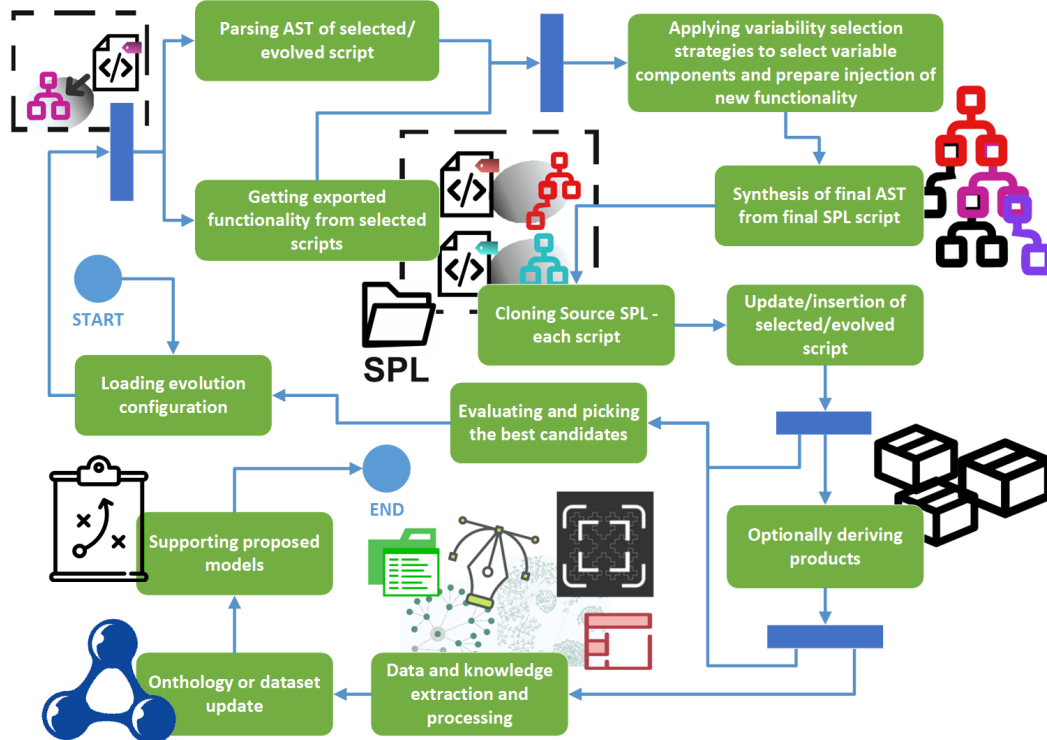 Parsing AST of selected/
evolved script
Applying variability selection
strategies to select variable
components and prepare injection of
new functionality
Getting exported
functionality from selected
scripts
Synthesis of final AST
from final SPL script
START
Cloning Source SPL -
each script
Update/insertion of
selected/evolved
script
SPL
Loading evolution
configuration
Evaluating and picking
the best candidates
END
Supporting proposed
models
Optionally deriving
products
Onthology or dataset
update
Data and knowledge
extraction and
processing